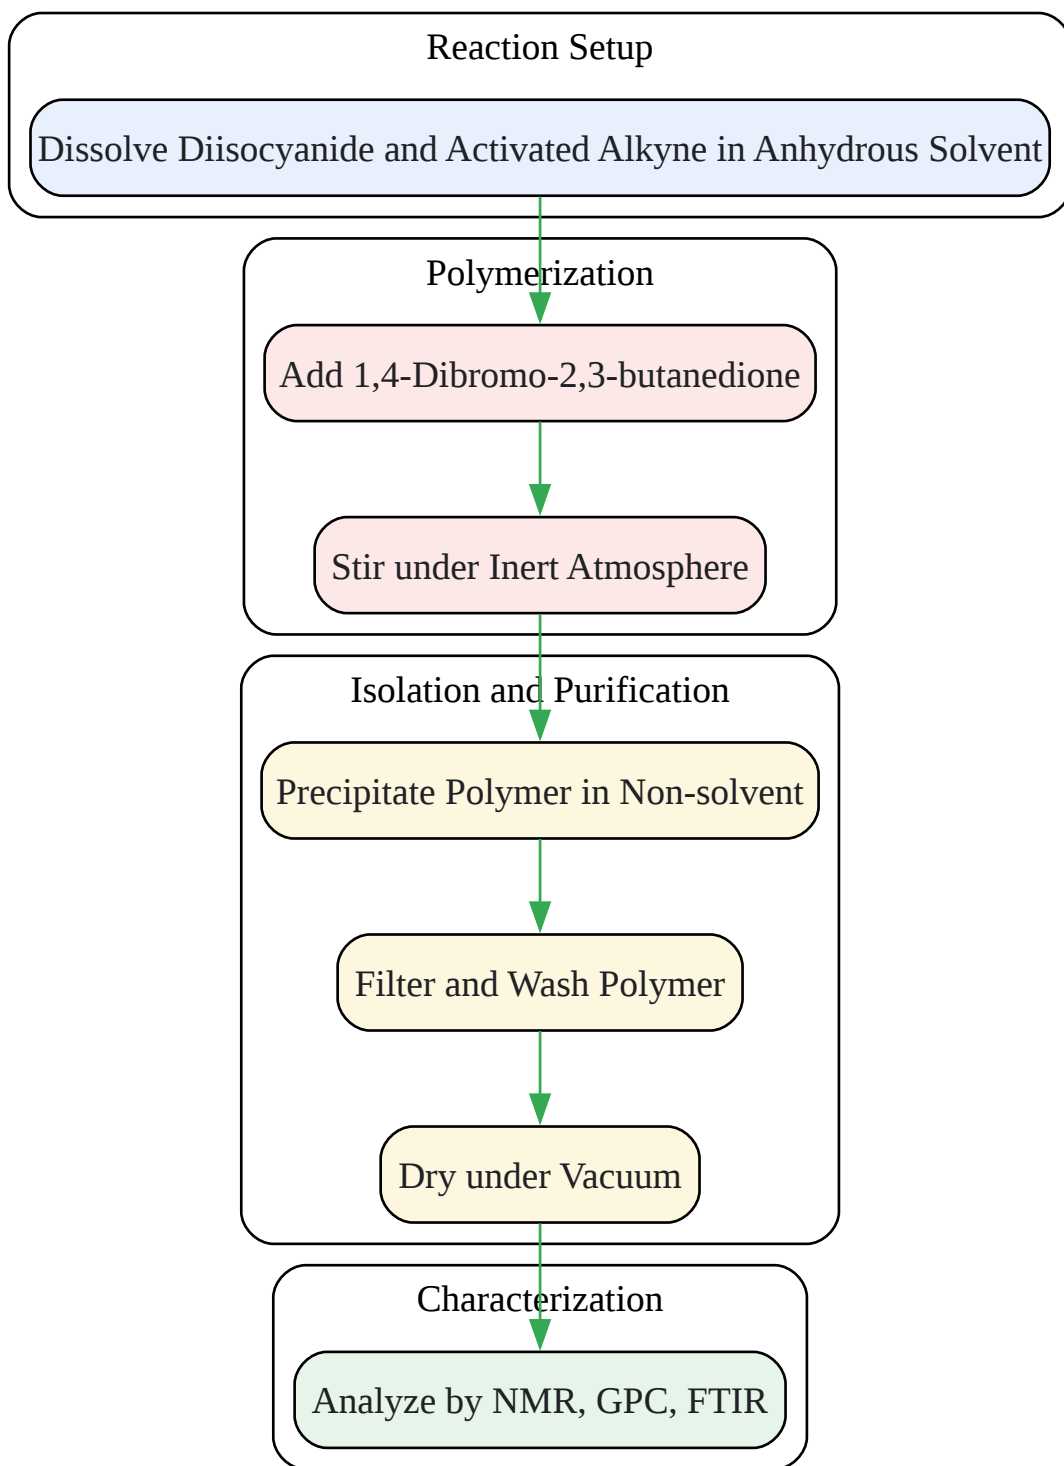 Reaction Setup
Dissolve Diisocyanide and Activated Alkyne in Anhydrous Solvent
Polymerization
Add 1,4-Dibromo-2,3-butanedione
Stir under Inert Atmosphere
Isolation and Purification
Precipitate Polymer in Non-solvent
Filter and Wash Polymer
Dry under Vacuum
Characterization
Analyze by NMR, GPC, FTIR